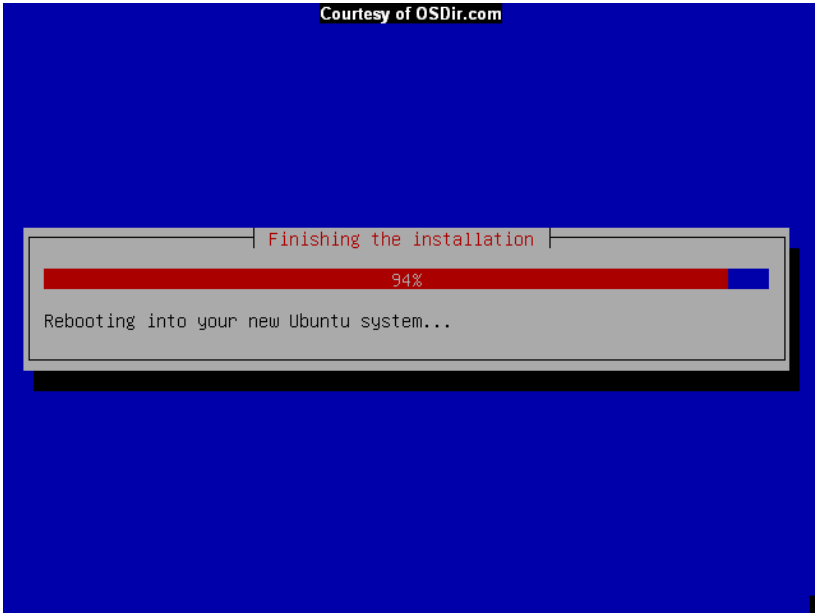 Courtesy of OSDir.com
Finishing the installation
94%
Rebooting into your new Ubuntu system...